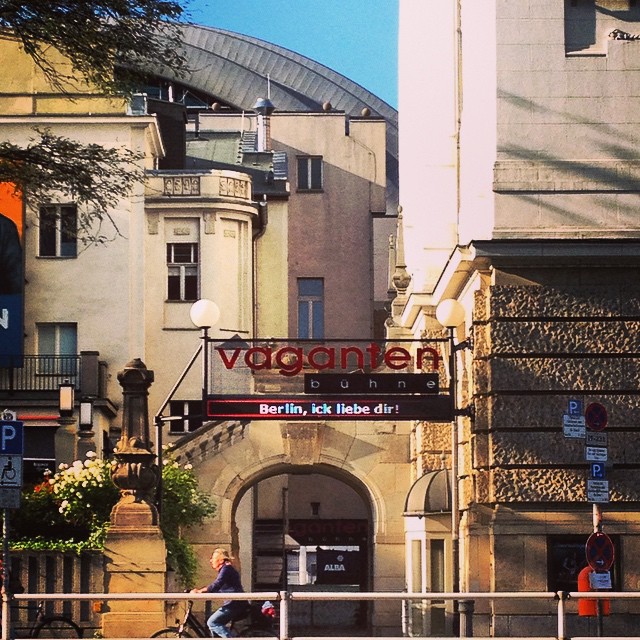 vaganten
bühne
Berlin, ick liebe dir!
ALBA
P
P
P
N